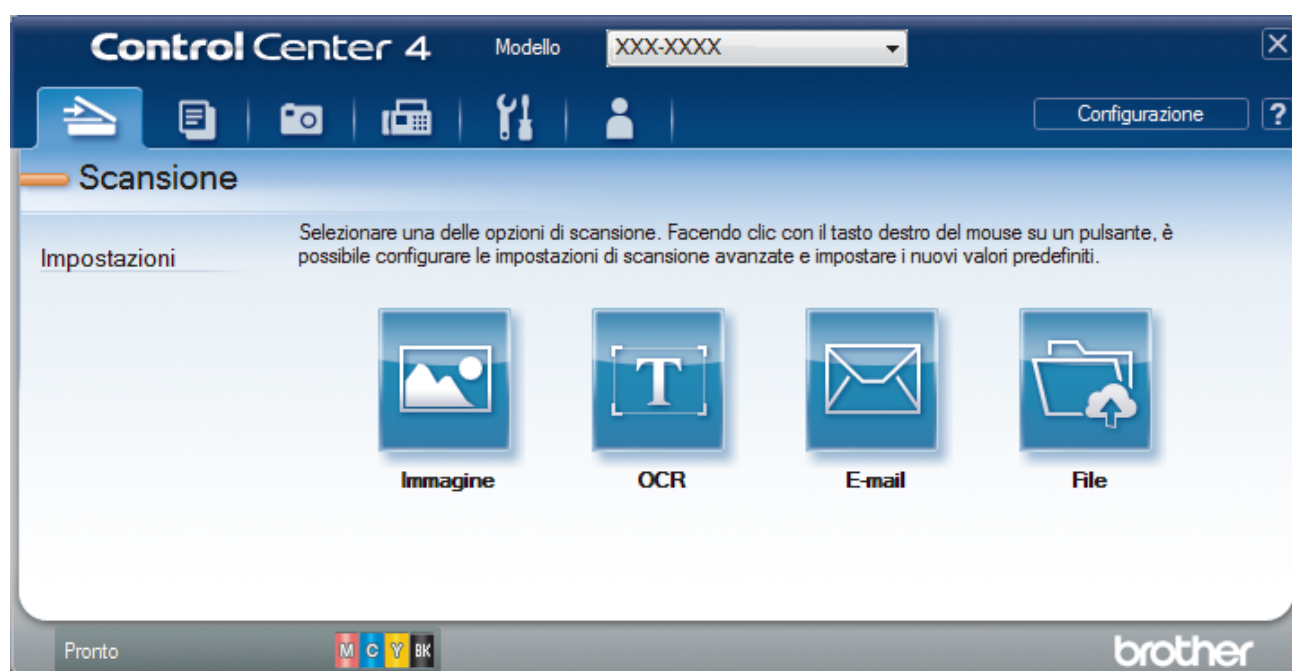 Control Center 4 Modello XXX-XXXX
Configurazione ?
Scansione
Impostazioni
Selezionare una delle opzioni di scansione. Facendo clic con il tasto destro del mouse su un pulsante, è
possibile configurare le impostazioni di scansione avanzate e impostare i nuovi valori predefiniti.
T
Immagine OCR E-mail File
Pronto M C Y BK brother